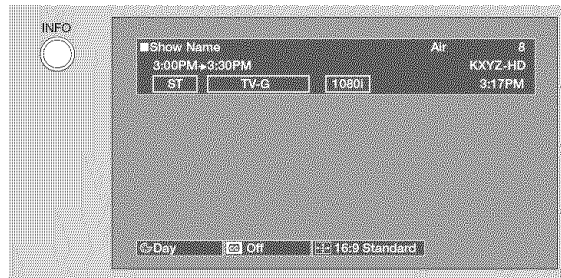 INFO
■Show Name Air 8
3:00PM→3:30PM KXYZ-HD
ST TV-G 1080i 3:17PM
Day CC Off 16:9 Standard